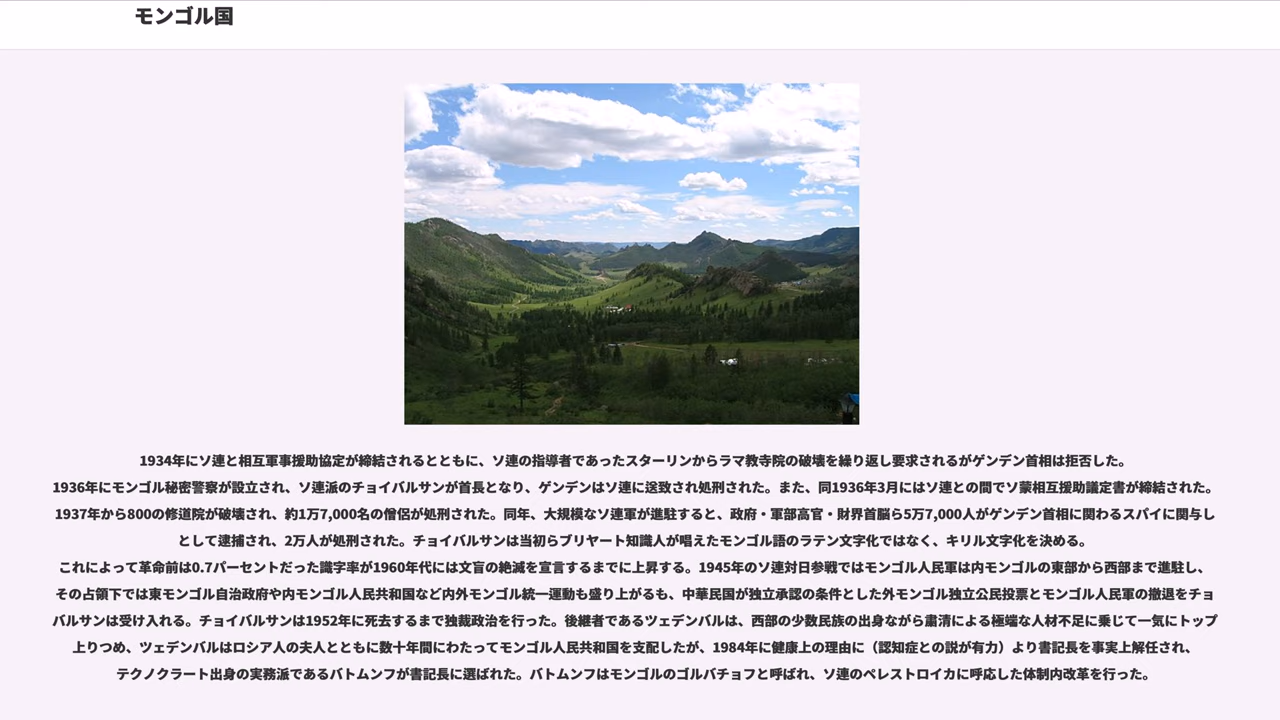 モンゴル国
1934年にソ連と相互軍事援助協定が締結されるとともに、ソ連の指導者であったスターリンからラマ教寺院の破壊を繰り返し要求されるがゲンデン首相は拒否した。
1936年にモンゴル秘密警察が設立され、ソ連派のチョイバルサンが首長となり、ゲンデンはソ連に送致され処刑された。また、同1936年3月にはソ連との間でソ蒙相互援助議定書が締結された。
1937年から800の修道院が破壊され、約1万7,000名の僧侶が処刑された。同年、大規模なソ連軍が進駐すると、政府・軍部高官・財界首脳ら5万7,000人がゲンデン首相に関わるスパイに関与し
として逮捕され、2万人が処刑された。チョイバルサンは当初らブリヤート知識人が唱えたモンゴル語のラテン文字化ではなく、キリル文字化を決める。
これによって革命前は0.7パーセントだった識字率が1960年代には文盲の絶滅を宣言するまでに上昇する。1945年のソ連対日参戦ではモンゴル人民軍は内モンゴルの東部から西部まで進駐し、
その占領下では東モンゴル自治政府や内モンゴル人民共和国など内外モンゴル統一運動も盛り上がるも、中華民国が独立承認の条件とした外モンゴル独立公民投票とモンゴル人民軍の撤退をチョ
バルサンは受け入れる。チョイバルサンは1952年に死去するまで独裁政治を行った。後継者であるツェデンバルは、西部の少数民族の出身ながら粛清による極端な人材不足に乗じて一気にトップ
上りつめ、ツェデンバルはロシア人の夫人とともに数十年間にわたってモンゴル人民共和国を支配したが、1984年に健康上の理由に（認知症との説が有力）より書記長を事実上解任され、
テクノクラート出身の実務派であるバトムンフが書記長に選ばれた。バトムンフはモンゴルのゴルバチョフと呼ばれ、ソ連のペレストロイカに呼応した体制内改革を行った。